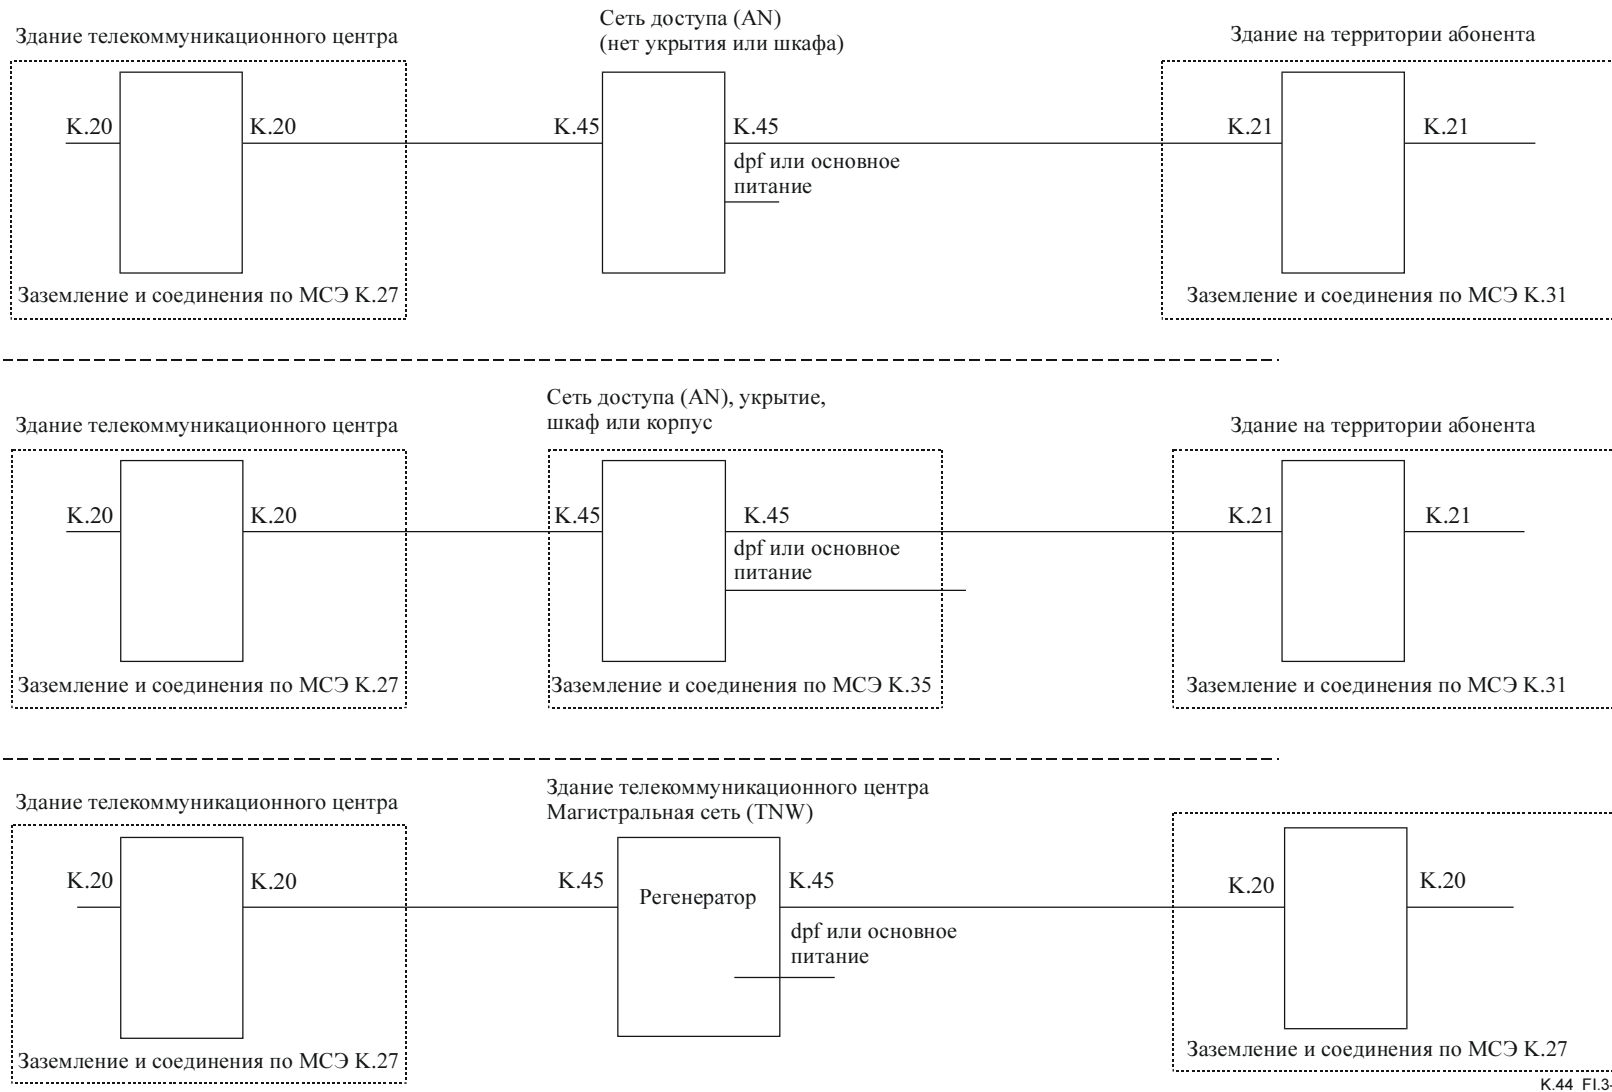 Сеть доступа (AN)
(нет укрытия или шкафа)
Здание телекоммуникационного центра
Здание на территории абонента
K.20
K.20
K.45
K.45
K.21
K.21
dpf или основное
питание
Заземление и соединения по МСЭ K.27
Заземление и соединения по МСЭ K.31
Сеть доступа (AN), укрытие,
шкаф или корпус
Здание телекоммуникационного центра
Здание на территории абонента
K.20
K.20
K.45
K.45
K.21
K.21
dpf или основное
питание
Заземление и соединения по МСЭ K.27
Заземление и соединения по МСЭ K.35
Заземление и соединения по МСЭ K.31
Здание телекоммуникационного центра
Магистральная сеть (TNW)
Здание телекоммуникационного центра
K.20
K.20
K.45
Регенератор
K.45
K.20
K.20
dpf или основное
питание
Заземление и соединения по МСЭ K.27
Заземление и соединения по МСЭ K.27
K.44_FI.3-